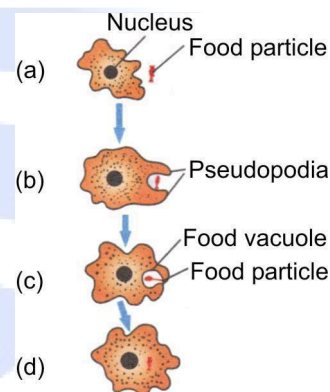 Nucleus
Food particle
(a)
Pseudopodia
(b)
Food vacuole
Food particle
(c)
(d)